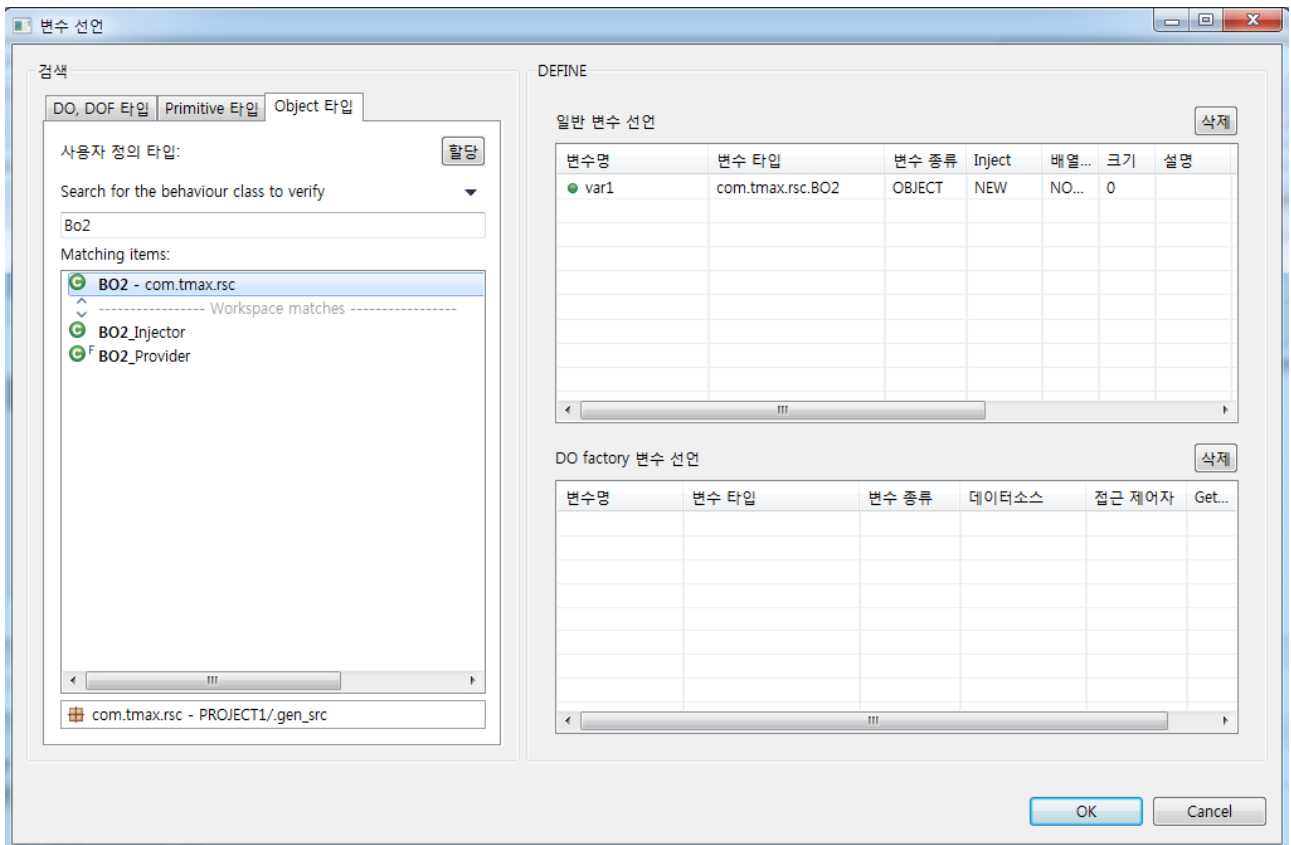 변수 선언
검색
DO, DOF 타입 Primitive 타입 Object 타입
사용자 정의 타입: 할당
Search for the behaviour class to verify
Bo2
Matching items:
BO2 - com.tmax.rsc
---------------- Workspace matches ----------------
BO2_Injector
F BO2_Provider
com.tmax.rsc - PROJECT1/.gen_src
DEFINE
일반 변수 선언 삭제
변수명 변수 타입 변수 종류 Inject 배열... 크기 설명
var1 com.tmax.rsc.BO2 OBJECT NEW NO... 0
DO factory 변수 선언 삭제
변수명 변수 타입 변수 종류 데이터소스 접근 제어자 Get...
OK Cancel